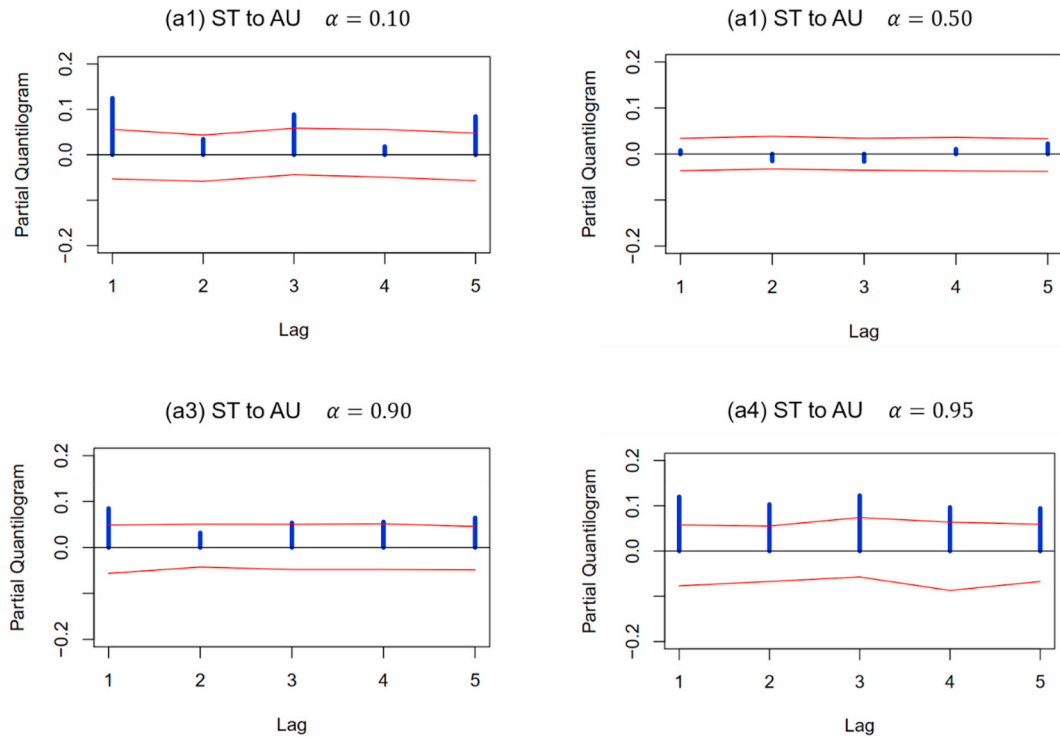 (a1) ST to AU α = 0.10
Partial Quantilogram
0.2
0.1
0.0
−0.2
1 2 3 4 5
Lag
(a1) ST to AU α = 0.50
Partial Quantilogram
0.2
0.1
0.0
−0.2
1 2 3 4 5
Lag
(a3) ST to AU α = 0.90
Partial Quantilogram
0.2
0.1
0.0
−0.2
1 2 3 4 5
Lag
(a4) ST to AU α = 0.95
Partial Quantilogram
0.2
0.1
0.0
−0.2
1 2 3 4 5
Lag